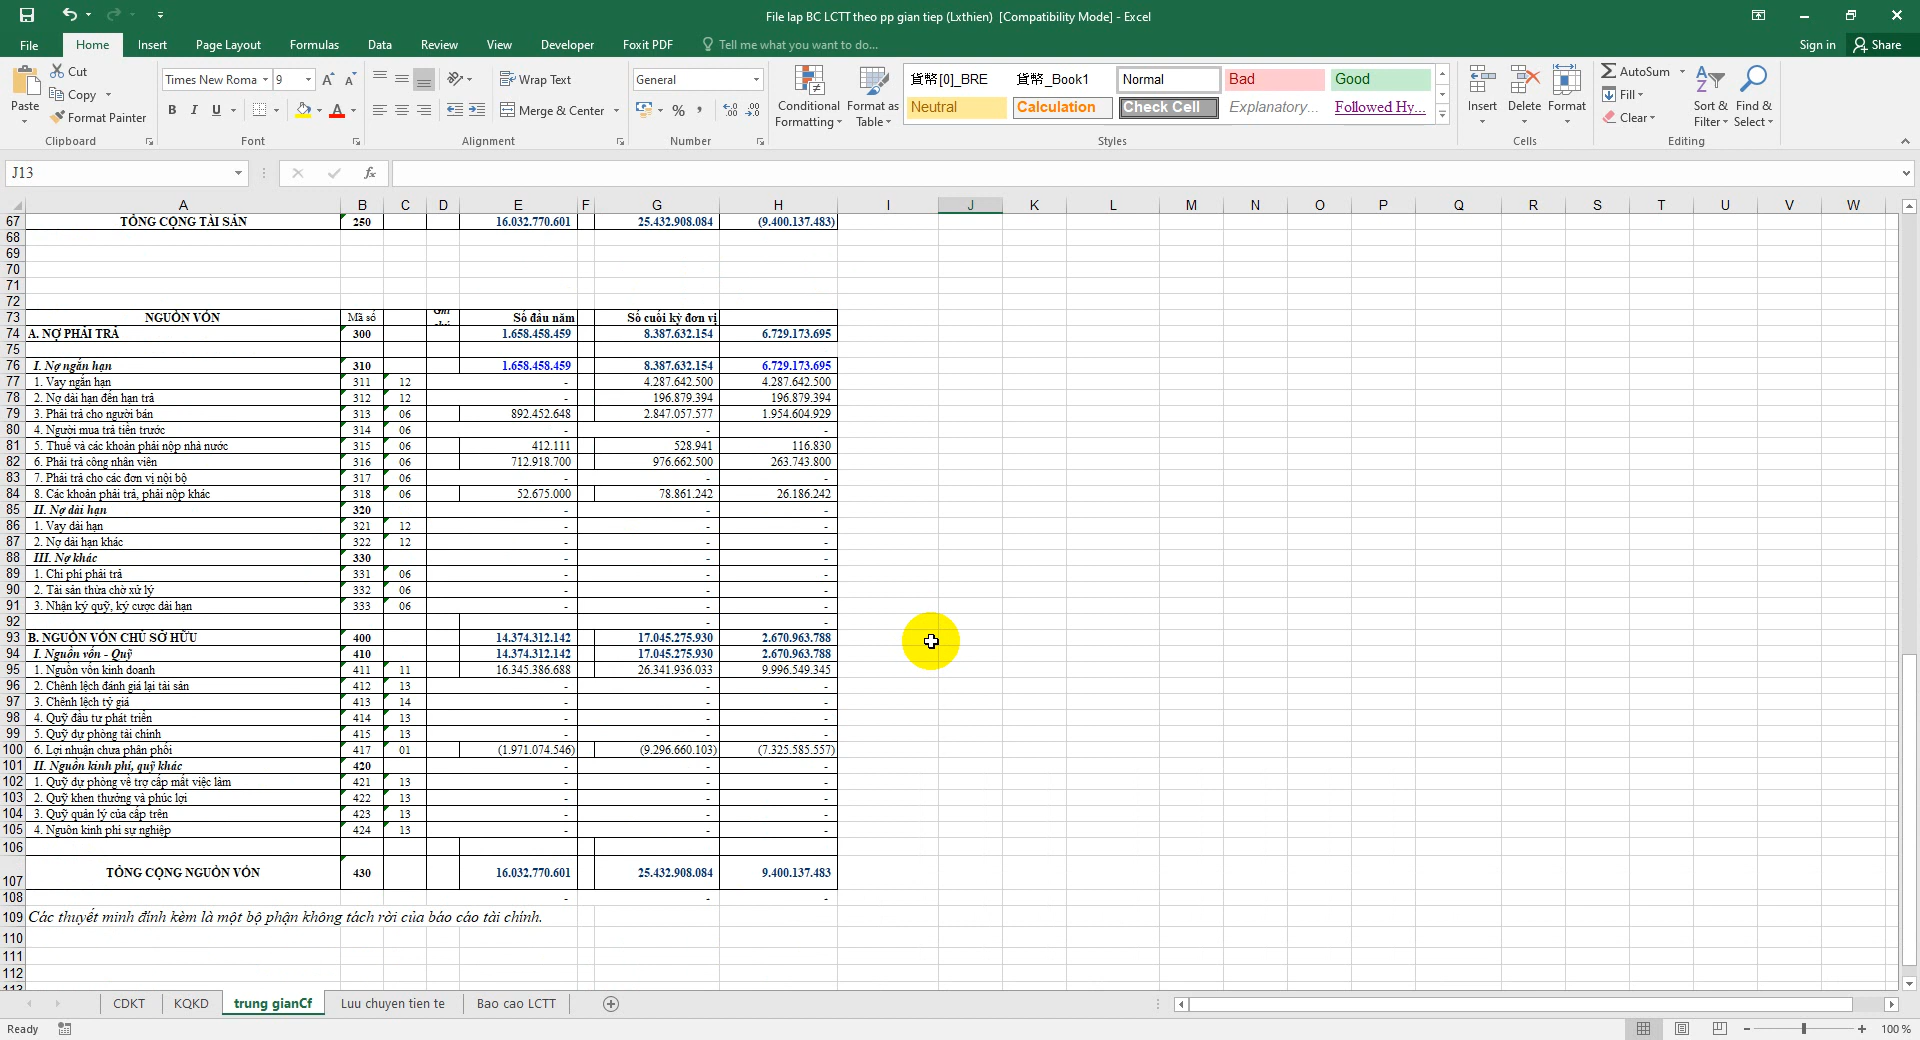 File lap BC LCTT theo pp gian tiep (Lxthien) [Compatibility Mode] - Excel
File Home Insert Page Layout Formulas Data Review View Developer Foxit PDF Tell me what you want to do... Sign in Share
Paste Cut Copy Format Painter Clipboard
Times New Roma 9 B I U Font
Wrap Text Merge & Center Alignment
General % Number
Conditional Formatting Format as Table
貨幣[0]_BRE 貨幣_Book1 Normal Bad Good
Neutral Calculation Check Cell Explanatory... Followed Hy...
Styles
Insert Delete Format Cells
AutoSum Fill Clear Sort & Filter Find & Select Editing
J13 fx
A B C D E F G H I J K L M N O P Q R S T U V W
67 TỔNG CỘNG TÀI SẢN 250 16.032.770.601 25.432.908.084 (9.400.137.483)
68
69
70
71
72
73 NGUỒN VỐN Mã số Số đầu năm Số cuối kỳ đơn vị
74 A. NỢ PHẢI TRẢ 300 1.658.458.459 8.387.632.154 6.729.173.695
75
76 I. Nợ ngắn hạn 310 1.658.458.459 8.387.632.154 6.729.173.695
77 1. Vay ngắn hạn 311 12 - 4.287.642.500 4.287.642.500
78 2. Nợ dài hạn đến hạn trả 312 12 - 196.879.394 196.879.394
79 3. Phải trả cho người bán 313 06 892.452.648 2.847.057.577 1.954.604.929
80 4. Người mua trả tiền trước 314 06 - - -
81 5. Thuế và các khoản phải nộp nhà nước 315 06 412.111 528.941 116.830
82 6. Phải trả công nhân viên 316 06 712.918.700 976.662.500 263.743.800
83 7. Phải trả cho các đơn vị nội bộ 317 06 - - -
84 8. Các khoản phải trả, phải nộp khác 318 06 52.675.000 78.861.242 26.186.242
85 II. Nợ dài hạn 320 - - -
86 1. Vay dài hạn 321 12 - - -
87 2. Nợ dài hạn khác 322 12 - - -
88 III. Nợ khác 330 - - -
89 1. Chi phí phải trả 331 06 - - -
90 2. Tài sản thừa chờ xử lý 332 06 - - -
91 3. Nhận ký quỹ, ký cược dài hạn 333 06 - - -
92 - - -
93 B. NGUỒN VỐN CHỦ SỞ HỮU 400 14.374.312.142 17.045.275.930 2.670.963.788
94 I. Nguồn vốn - Quỹ 410 14.374.312.142 17.045.275.930 2.670.963.788
95 1. Nguồn vốn kinh doanh 411 11 16.345.386.688 26.341.936.033 9.996.549.345
96 2. Chênh lệch đánh giá lại tài sản 412 13 - - -
97 3. Chênh lệch tỷ giá 413 14 - - -
98 4. Quỹ đầu tư phát triển 414 13 - - -
99 5. Quỹ dự phòng tài chính 415 13 - - -
100 6. Lợi nhuận chưa phân phối 417 01 (1.971.074.546) (9.296.660.103) (7.325.585.557)
101 II. Nguồn kinh phí, quỹ khác 420 - - -
102 1. Quỹ dự phòng về trợ cấp mất việc làm 421 13 - - -
103 2. Quỹ khen thưởng và phúc lợi 422 13 - - -
104 3. Quỹ quản lý của cấp trên 423 13 - - -
105 4. Nguồn kinh phí sự nghiệp 424 13 - - -
106
107 TỔNG CỘNG NGUỒN VỐN 430 16.032.770.601 25.432.908.084 9.400.137.483
108 - - -
109 Các thuyết minh đính kèm là một bộ phận không tách rời của báo cáo tài chính.
110
111
112
CDKT KQKD trung gianCf Luu chuyen tien te Bao cao LCTT
Ready 100 %